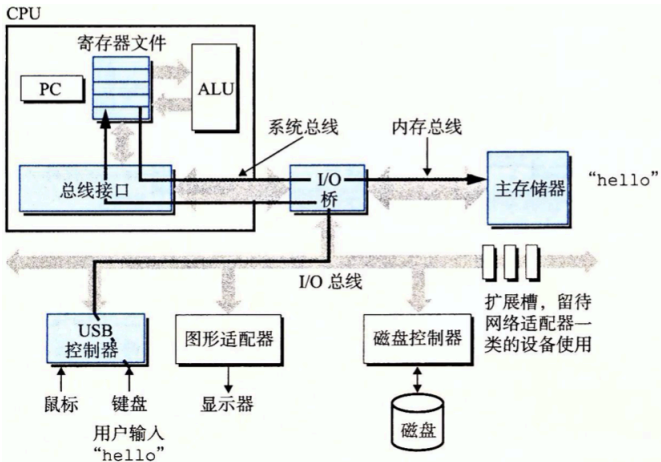 CPU
寄存器文件
PC
ALU
系统总线
内存总线
总线接口
I/O
桥
主存储器
“hello”
I/O 总线
扩展槽，留待
网络适配器一
类的设备使用
USB
控制器
图形适配器
磁盘控制器
鼠标
键盘
显示器
用户输入
“hello”
磁盘